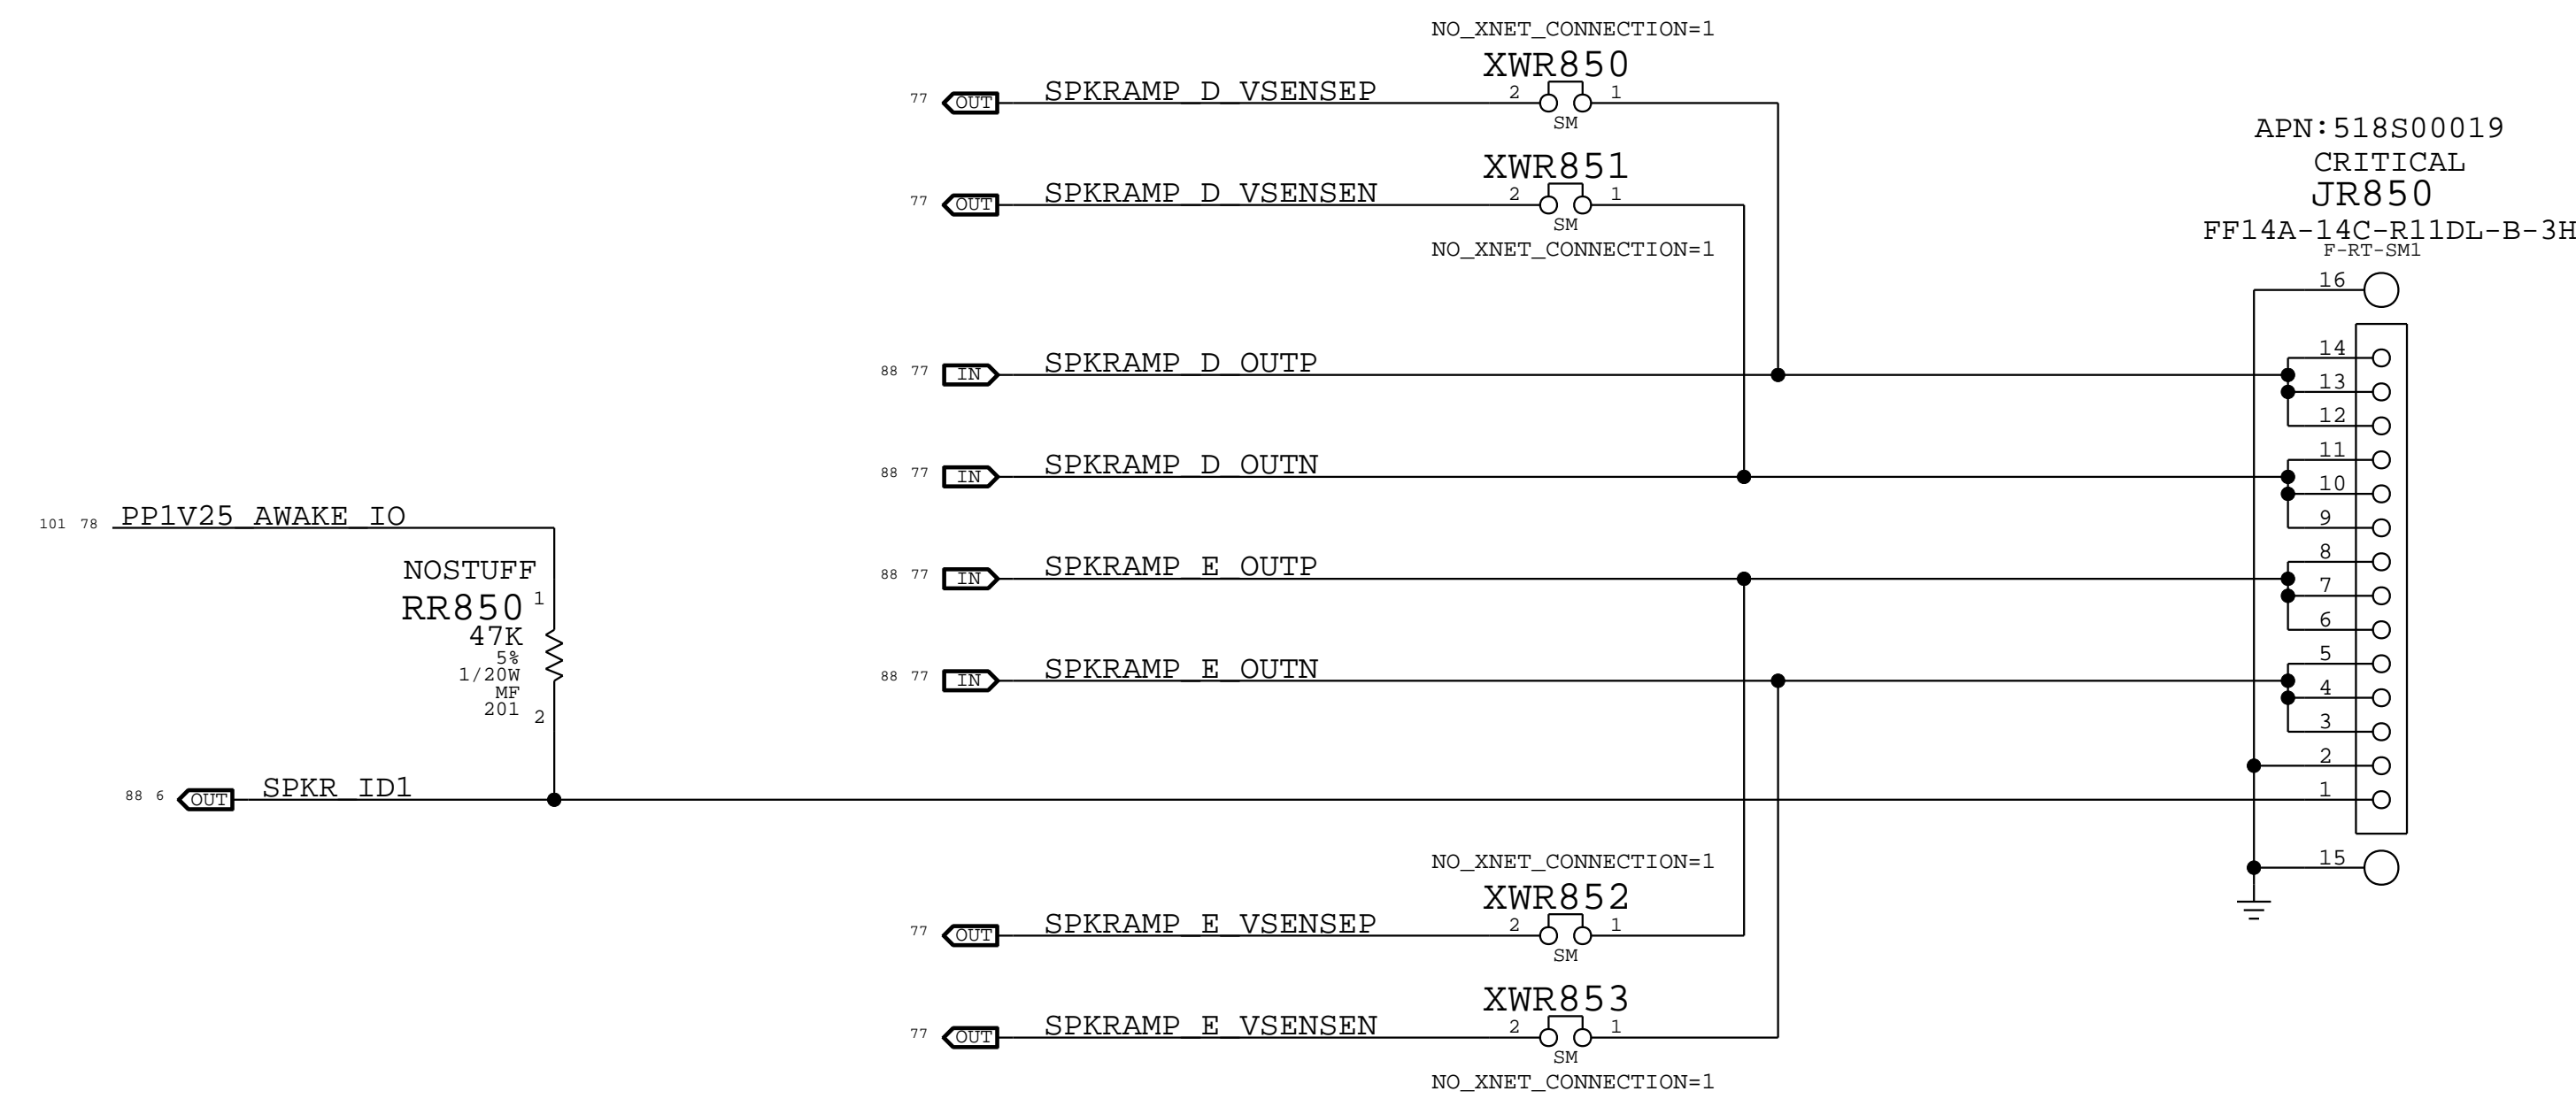 NO_XNET_CONNECTION=1
XWR850
77 OUT SPKRAMP_D_VSENSEP 2 1
SM
XWR851
77 OUT SPKRAMP_D_VSENSEN 2 1
SM
NO_XNET_CONNECTION=1
APN:518S00019
CRITICAL
JR850
FF14A-14C-R11DL-B-3H
F-RT-SM1
16
14
88 77 IN SPKRAMP_D_OUTP
13
12
11
88 77 IN SPKRAMP_D_OUTN
10
9
101 78 PP1V25_AWAKE_IO
8
88 77 IN SPKRAMP_E_OUTP
7
6
NOSTUFF
RR850 1
47K
5%
1/20W
MF
201 2
5
88 77 IN SPKRAMP_E_OUTN
4
3
2
88 6 OUT SPKR_ID1 1
15
NO_XNET_CONNECTION=1
XWR852
77 OUT SPKRAMP_E_VSENSEP 2 1
SM
XWR853
77 OUT SPKRAMP_E_VSENSEN 2 1
SM
NO_XNET_CONNECTION=1